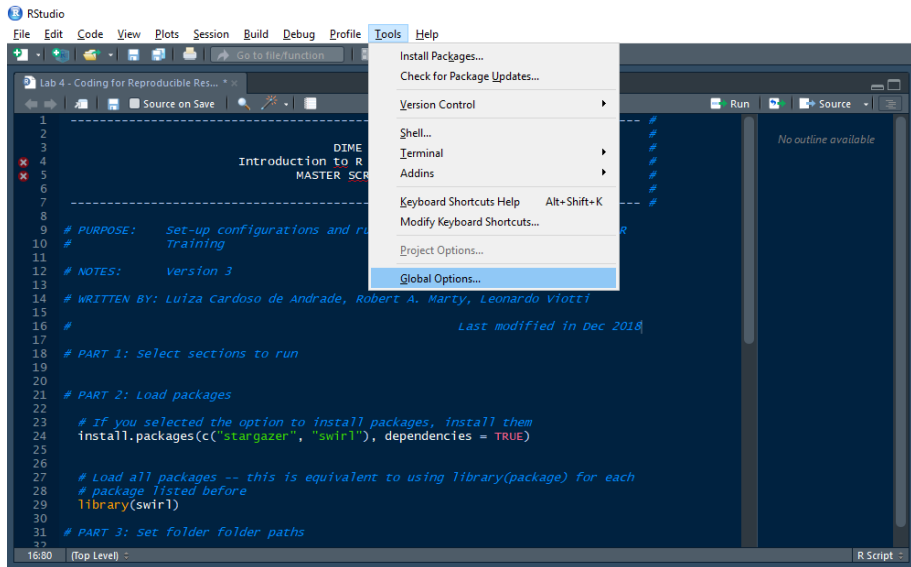 RStudio
File Edit Code View Plots Session Build Debug Profile Tools Help
Go to file/function
Install Packages...
Check for Package Updates...
Version Control
Shell...
Terminal
Addins
Keyboard Shortcuts Help Alt+Shift+K
Modify Keyboard Shortcuts...
Project Options...
Global Options...
Lab 4 - Coding for Reproducible Res... *
Source on Save
Run
Source
No outline available
1 ---------------------------------------- #
2 #
3 DIME #
4 Introduction to R #
5 MASTER SCR #
6 #
7 ---------------------------------------- #
8
9 # PURPOSE: Set-up configurations and ru R
10 # Training
11
12 # NOTES: Version 3
13
14 # WRITTEN BY: Luiza Cardoso de Andrade, Robert A. Marty, Leonardo Viotti
15
16 # Last modified in Dec 2018
17
18 # PART 1: Select sections to run
19
20
21 # PART 2: Load packages
22
23 # If you selected the option to install packages, install them
24 install.packages(c("stargazer", "swirl"), dependencies = TRUE)
25
26
27 # Load all packages -- this is equivalent to using library(package) for each
28 # package listed before
29 library(swirl)
30
31 # PART 3: Set folder folder paths
32
16:80 (Top Level) R Script